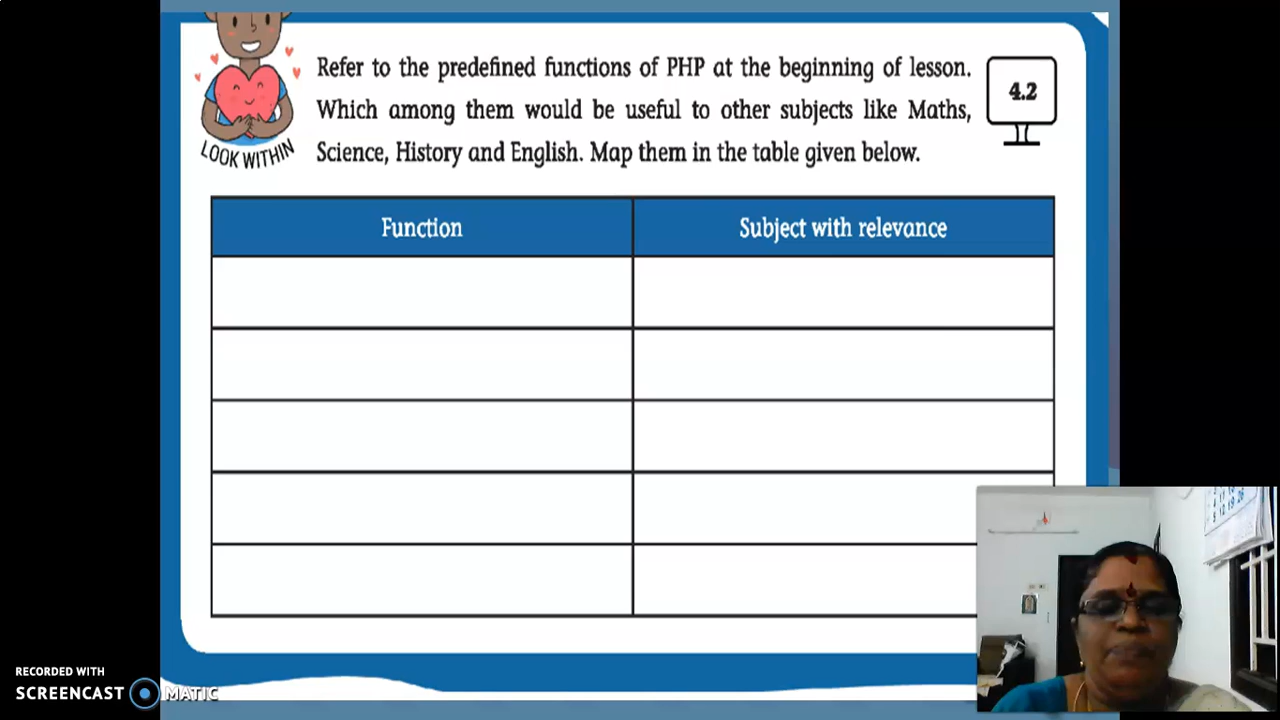 Refer to the predefined functions of PHP at the beginning of lesson.
Which among them would be useful to other subjects like Maths,
Science, History and English. Map them in the table given below.
4.2
LOOK WITHIN
Function
Subject with relevance
RECORDED WITH
SCREENCAST MATIC